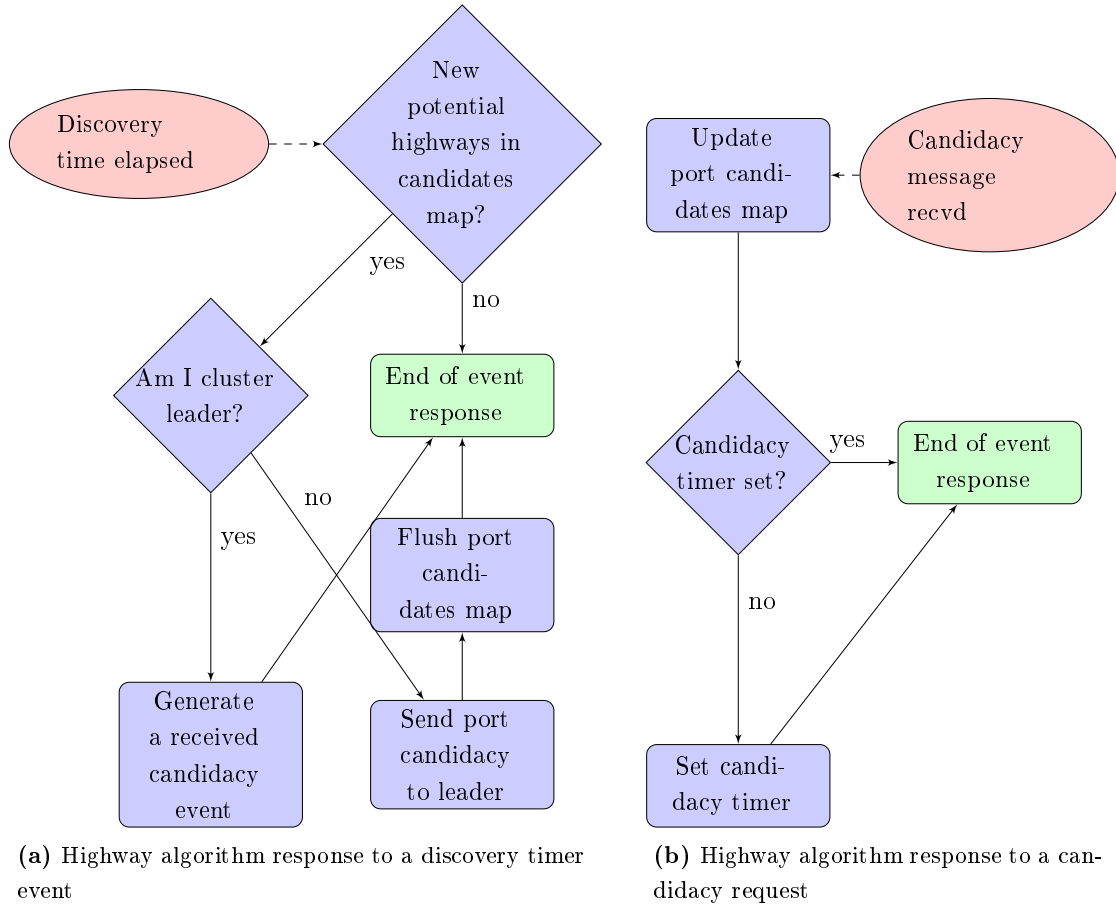 New
potential
highways in
candidates
map?
Discovery
time elapsed
yes
no
Am I cluster
leader?
End of event
response
no
yes
Flush port
candi-
dates map
Generate
a received
candidacy
event
Send port
candidacy
to leader
(a) Highway algorithm response to a discovery timer
event
Update
port candi-
dates map
Candidacy
message
recvd
Candidacy
timer set?
yes
End of event
response
no
Set candi-
dacy timer
(b) Highway algorithm response to a can-
didacy request